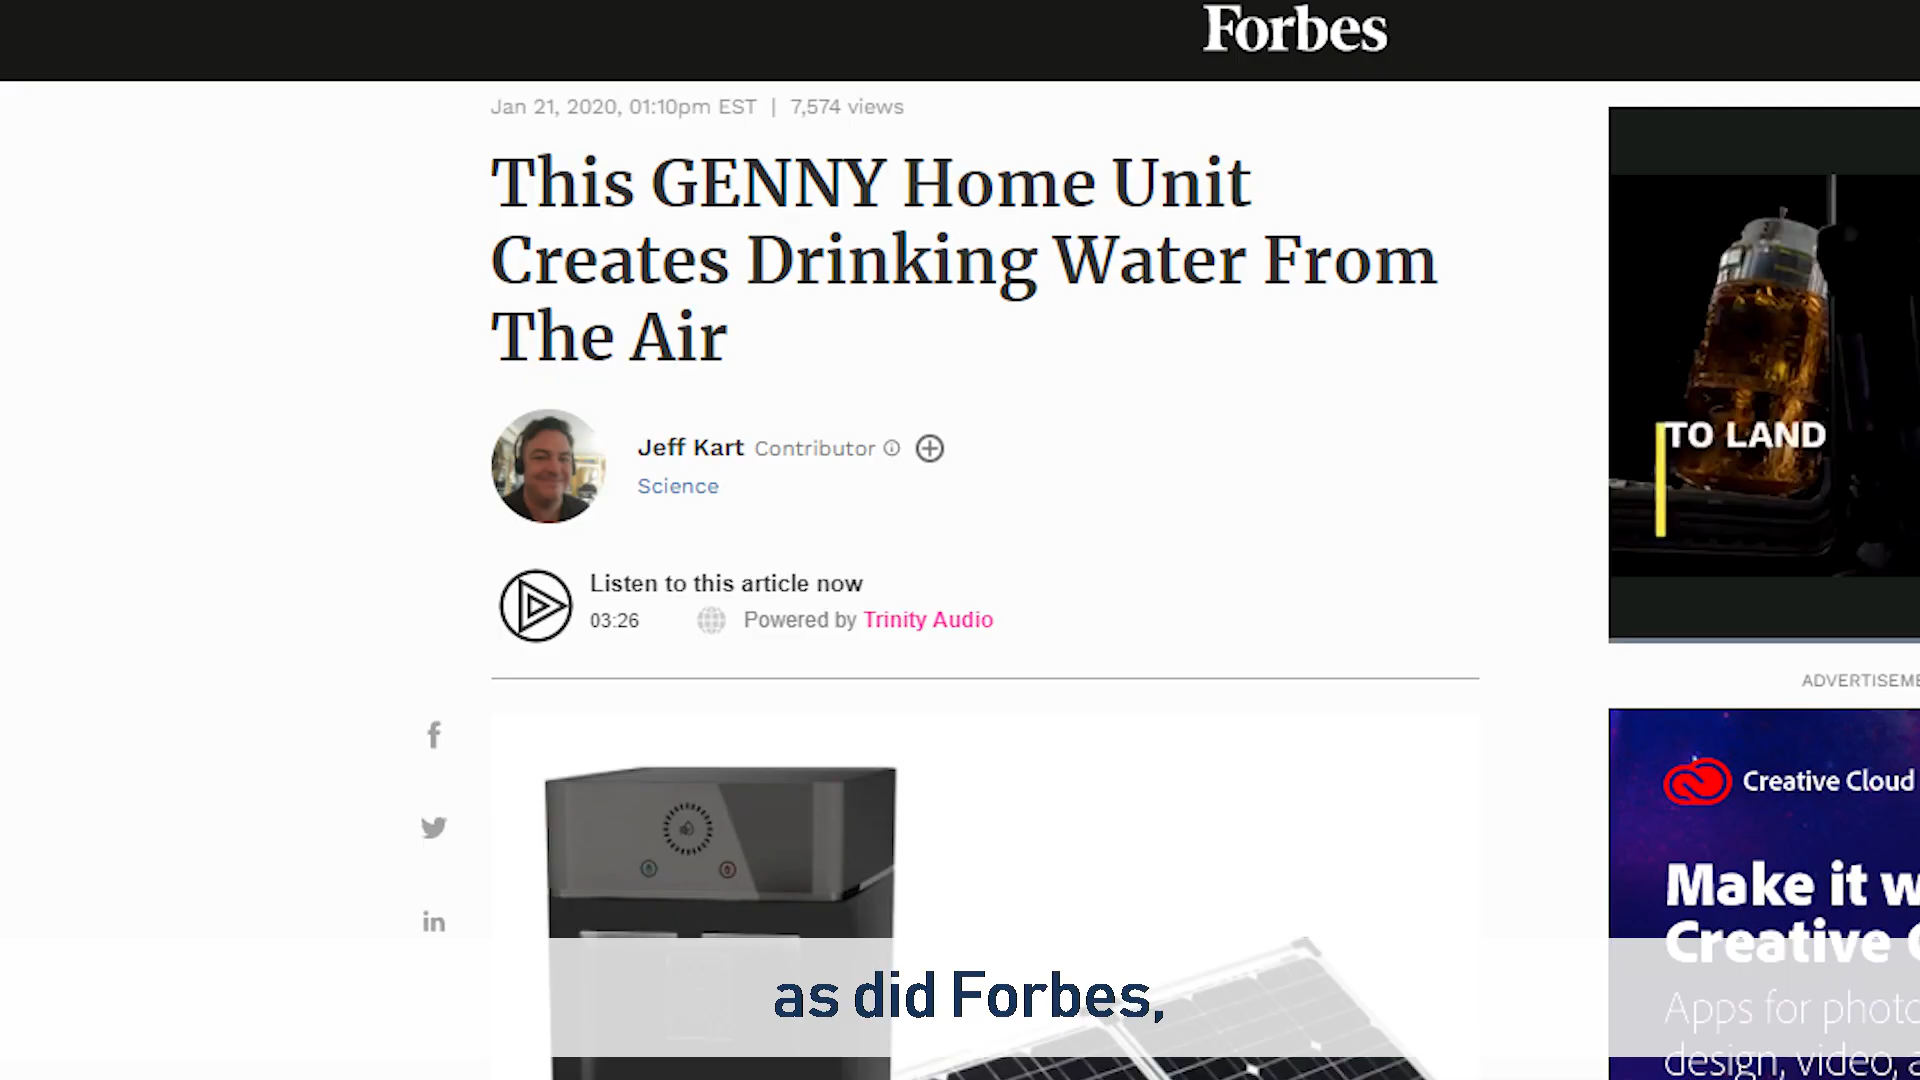 Forbes
Jan 21, 2020, 01:10pm EST | 7,574 views
This GENNY Home Unit
Creates Drinking Water From
The Air
Jeff Kart Contributor
Science
Listen to this article now
03:26 Powered by Trinity Audio
TO LAND
ADVERTISEME
Creative Cloud
Make it w
Creative
Apps for photo
design, video, a
as did Forbes,